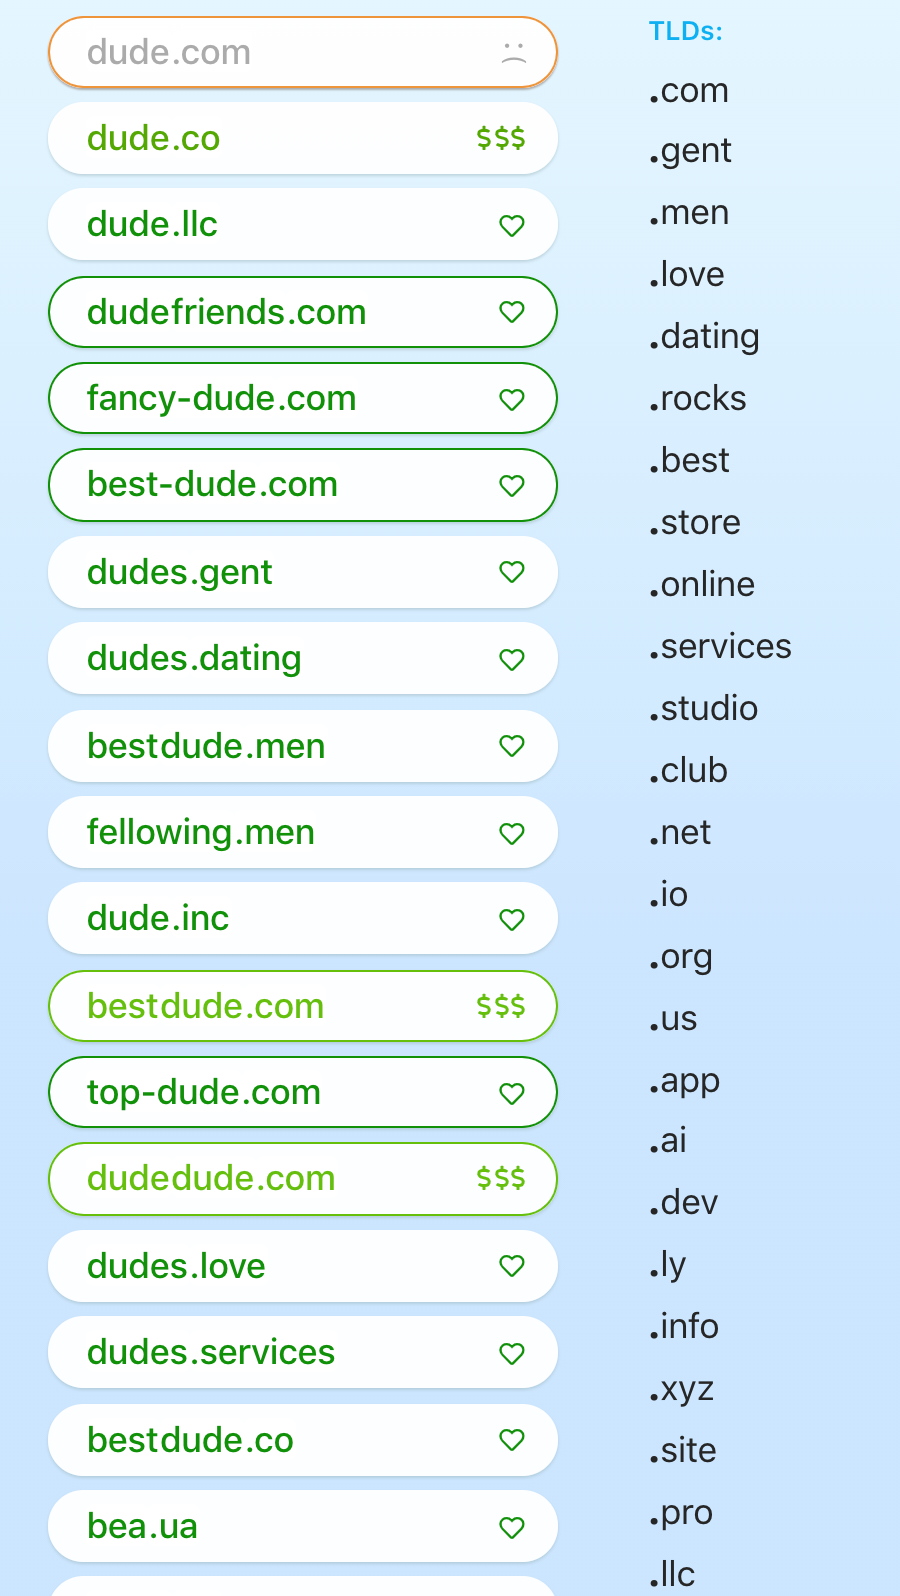 dude.com
dude.co $$$
dude.llc
dudefriends.com
fancy-dude.com
best-dude.com
dudes.gent
dudes.dating
bestdude.men
fellowing.men
dude.inc
bestdude.com $$$
top-dude.com
dudedude.com $$$
dudes.love
dudes.services
bestdude.co
bea.ua
TLDs:
.com
.gent
.men
.love
.dating
.rocks
.best
.store
.online
.services
.studio
.club
.net
.io
.org
.us
.app
.ai
.dev
.ly
.info
.xyz
.site
.pro
.llc